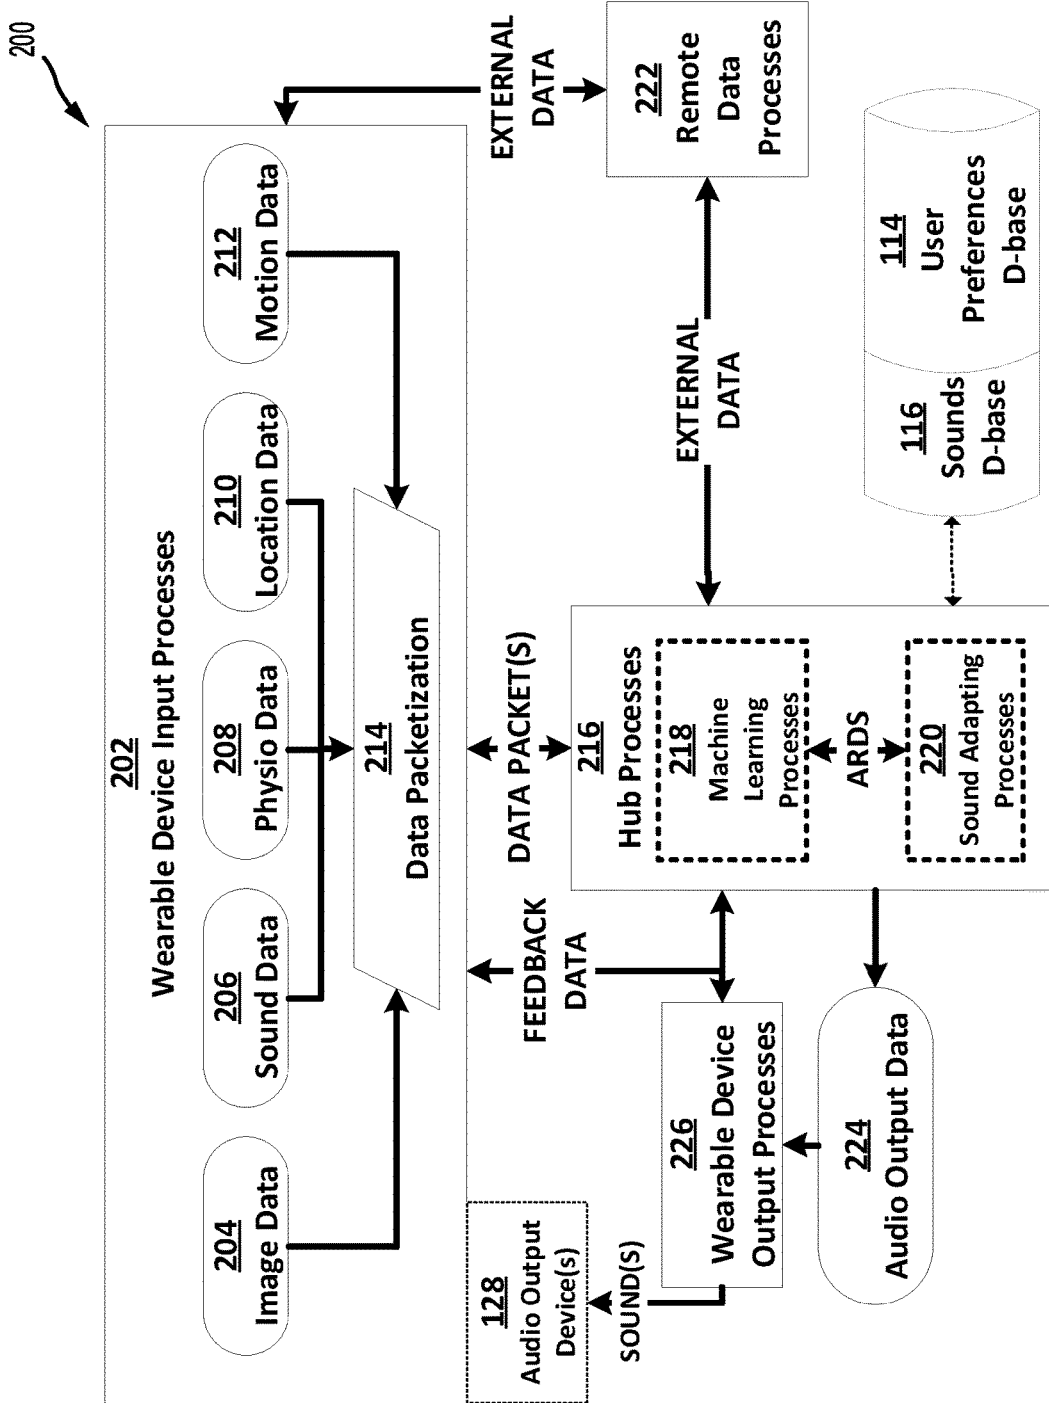 200
202
Wearable Device Input Processes
204
Image Data
206
Sound Data
208
Physio Data
210
Location Data
212
Motion Data
214
Data Packetization
EXTERNAL
DATA
FEEDBACK
DATA
DATA PACKET(S)
128
Audio Output
Device(s)
SOUND(S)
226
Wearable Device
Output Processes
224
Audio Output Data
216
Hub Processes
218
Machine
Learning
Processes
ARDS
220
Sound Adapting
Processes
EXTERNAL
DATA
222
Remote
Data
Processes
116
Sounds
D-base
114
User
Preferences
D-base